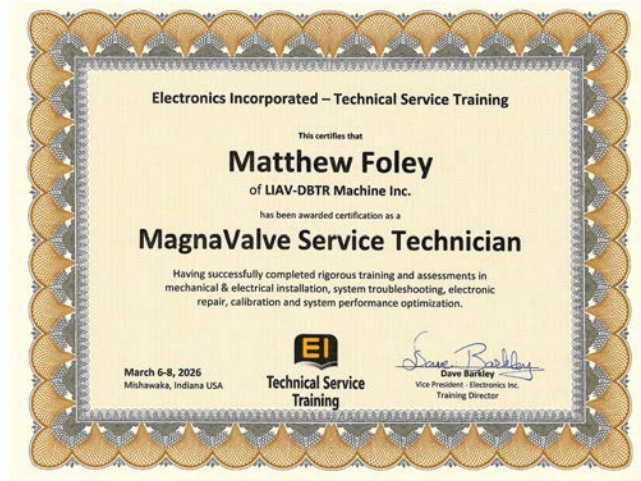 Electronics Incorporated – Technical Service Training
This certifies that
Matthew Foley
of LIAV-DBTR Machine Inc.
has been awarded certification as a
MagnaValve Service Technician
Having successfully completed rigorous training and assessments in
mechanical & electrical installation, system troubleshooting, electronic
repair, calibration and system performance optimization.
March 6-8, 2026
Mishawaka, Indiana USA
EI
Technical Service
Training
Dave Barkley
Dave Barkley
Vice President - Electronics Inc.
Training Director